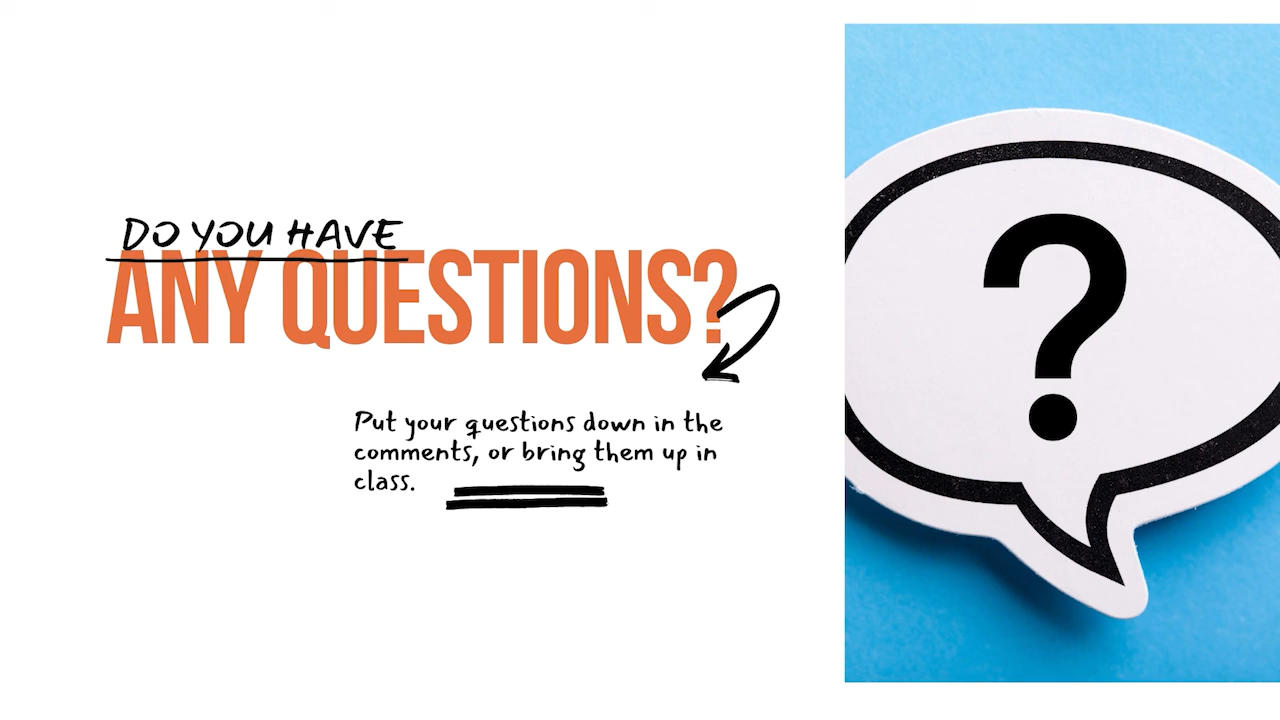 DO YOU HAVE
ANY QUESTIONS?
Put your questions down in the
comments, or bring them up in
class.
?